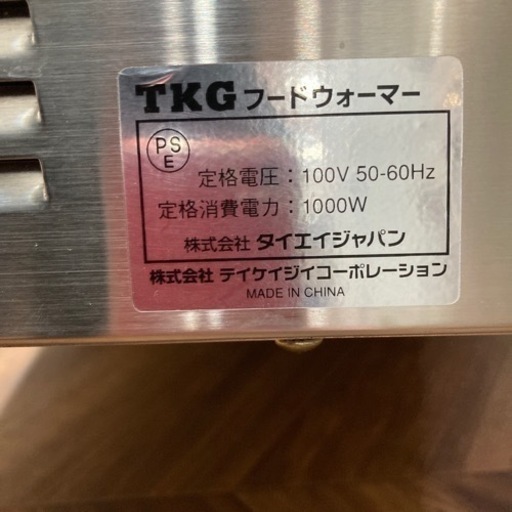 TKG フードウォーマー
PS
E
定格電圧：100V 50-60Hz
定格消費電力：1000W
株式会社 タイエイジャパン
株式会社 テイケイジイコーポレーション
MADE IN CHINA